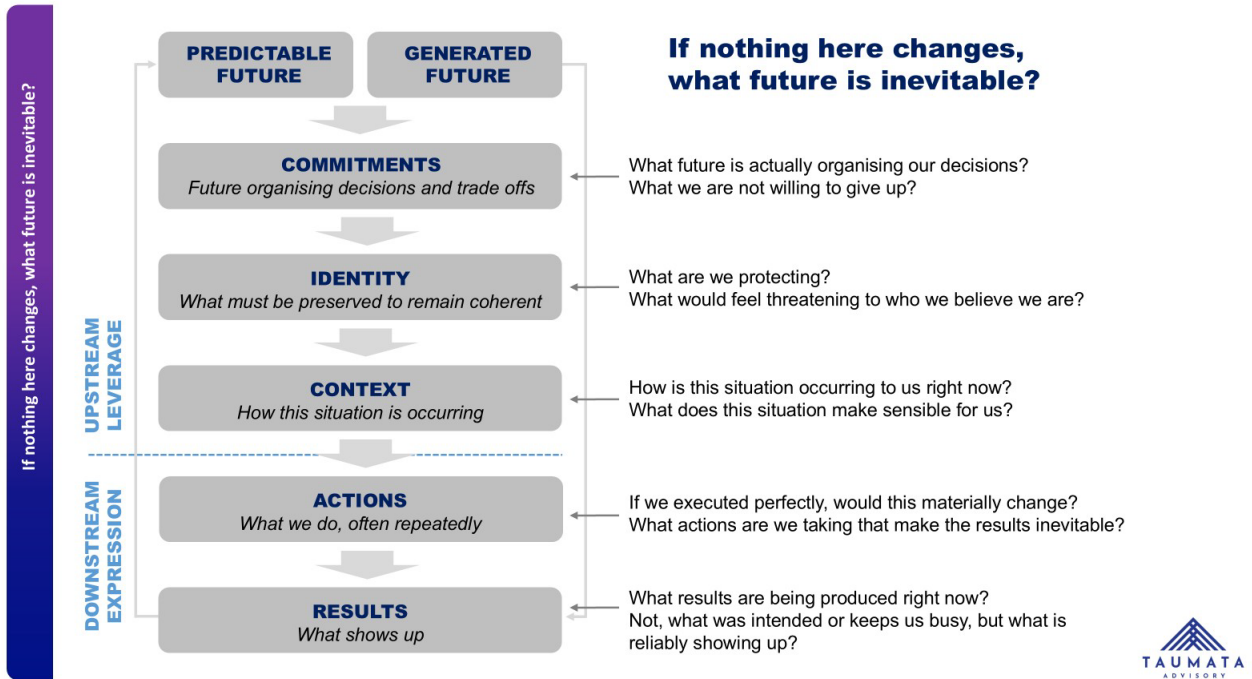 If nothing here changes, what future is inevitable?
PREDICTABLE
FUTURE
GENERATED
FUTURE
If nothing here changes,
what future is inevitable?
COMMITMENTS
Future organising decisions and trade offs
What future is actually organising our decisions?
What we are not willing to give up?
IDENTITY
What must be preserved to remain coherent
What are we protecting?
What would feel threatening to who we believe we are?
UPSTREAM
LEVERAGE
CONTEXT
How this situation is occurring
How is this situation occurring to us right now?
What does this situation make sensible for us?
DOWNSTREAM
EXPRESSION
ACTIONS
What we do, often repeatedly
If we executed perfectly, would this materially change?
What actions are we taking that make the results inevitable?
RESULTS
What shows up
What results are being produced right now?
Not, what was intended or keeps us busy, but what is
reliably showing up?
TAUMATA
ADVISORY